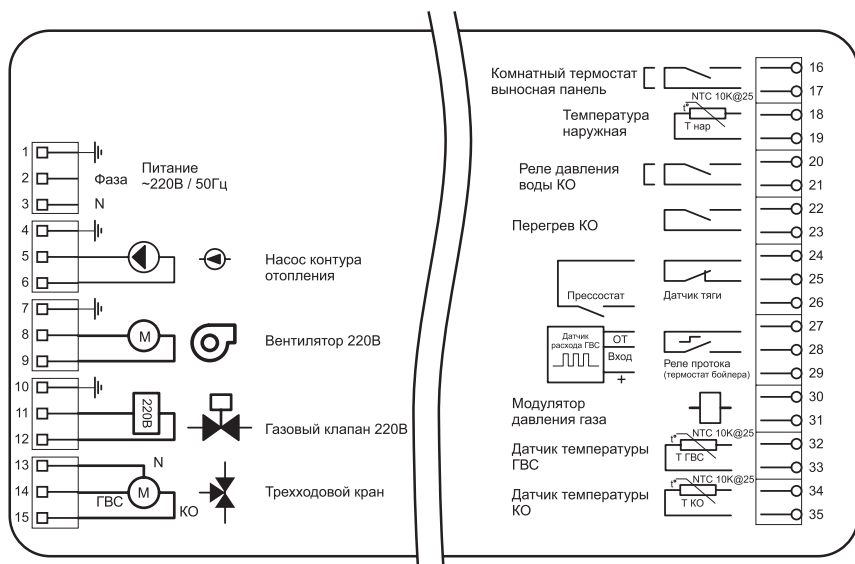 1
2
3
Фаза
N
Питание
~220В / 50Гц
4
5
6
Насос контура
отопления
7
8
9
М
Вентилятор 220В
10
11
12
220В
Газовый клапан 220В
13
14
15
N
ГВС
М
КО
Трехходовой кран
Комнатный термостат
выносная панель
16
17
Температура
наружная
t°
NTC 10K@25
Т нар
18
19
Реле давления
воды КО
20
21
Перегрев КО
22
23
Прессостат
Датчик тяги
24
25
26
Датчик
расхода ГВС
ОТ
Вход
+
Реле протока
(термостат бойлера)
27
28
29
Модулятор
давления газа
30
31
Датчик температуры
ГВС
t°
NTC 10K@25
Т ГВС
32
33
Датчик температуры
КО
t°
NTC 10K@25
Т КО
34
35